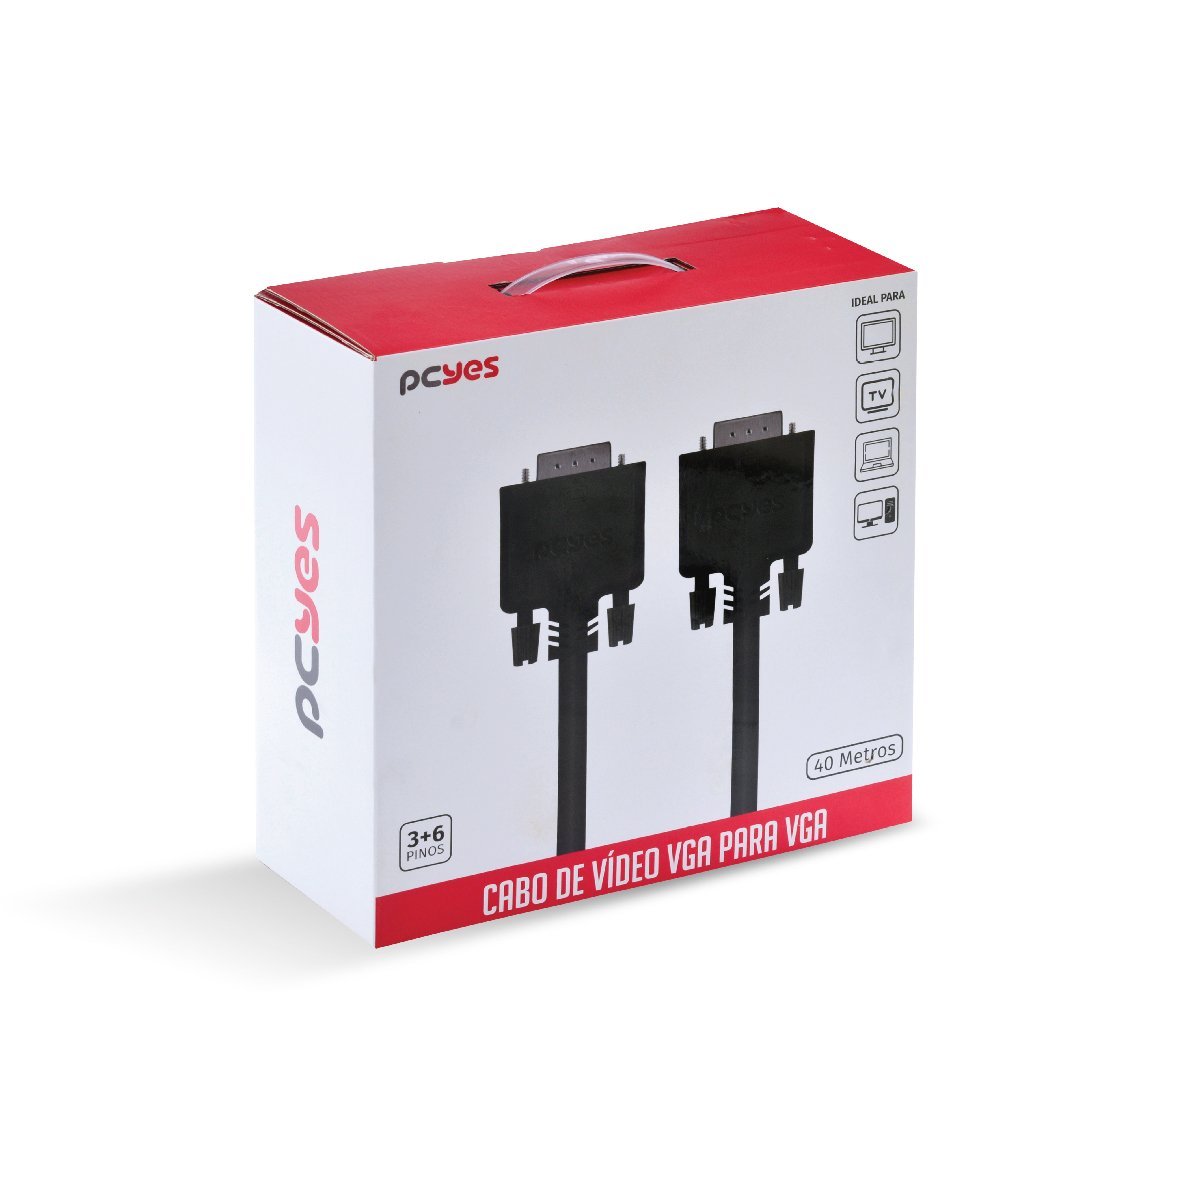 IDEAL PARA
pcyes
TV
pcyes
pcyes
pcyes
40 Metros
3+6
PINOS
CABO DE VÍDEO VGA PARA VGA